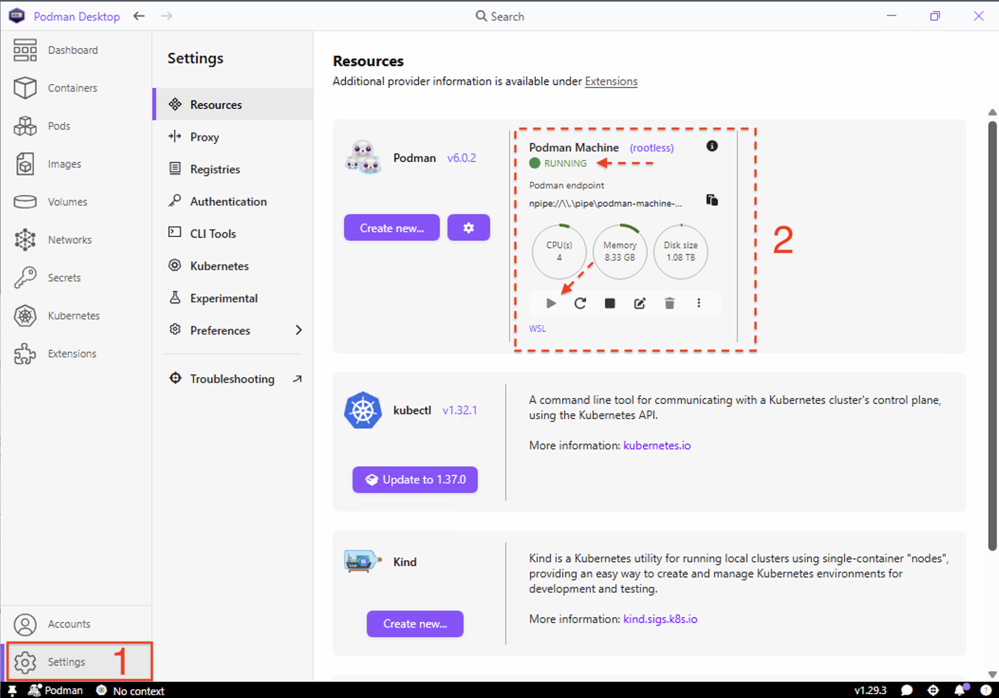 Podman Desktop
Search
Dashboard
Containers
Pods
Images
Volumes
Networks
Secrets
Kubernetes
Extensions
Accounts
Settings
1
Settings
Resources
Proxy
Registries
Authentication
CLI Tools
Kubernetes
Experimental
Preferences
Troubleshooting
Resources
Additional provider information is available under Extensions
Podman v6.0.2
Create new...
Podman Machine (rootless)
RUNNING
Podman endpoint
npipe://\\.\pipe\podman-machine-...
CPU(s)
4
Memory
8.33 GB
Disk size
1.08 TB
WSL
2
kubectl v1.32.1
Update to 1.37.0
A command line tool for communicating with a Kubernetes cluster's control plane,
using the Kubernetes API.
More information: kubernetes.io
Kind
Create new...
Kind is a Kubernetes utility for running local clusters using single-container "nodes",
providing an easy way to create and manage Kubernetes environments for
development and testing.
More information: kind.sigs.k8s.io
Podman
No context
v1.29.3